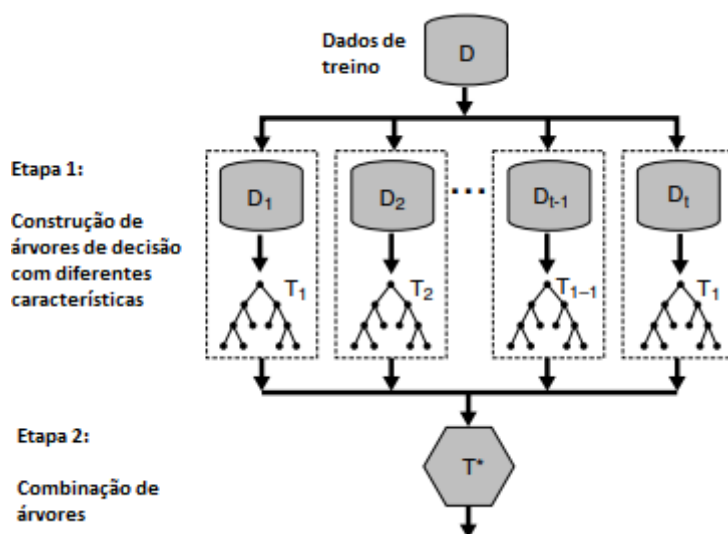 Dados de
treino
D
Etapa 1:
Construção de
árvores de decisão
com diferentes
características
D1
D2
...
Dt-1
Dt
T1
T2
T1–1
T1
Etapa 2:
Combinação de
árvores
T*